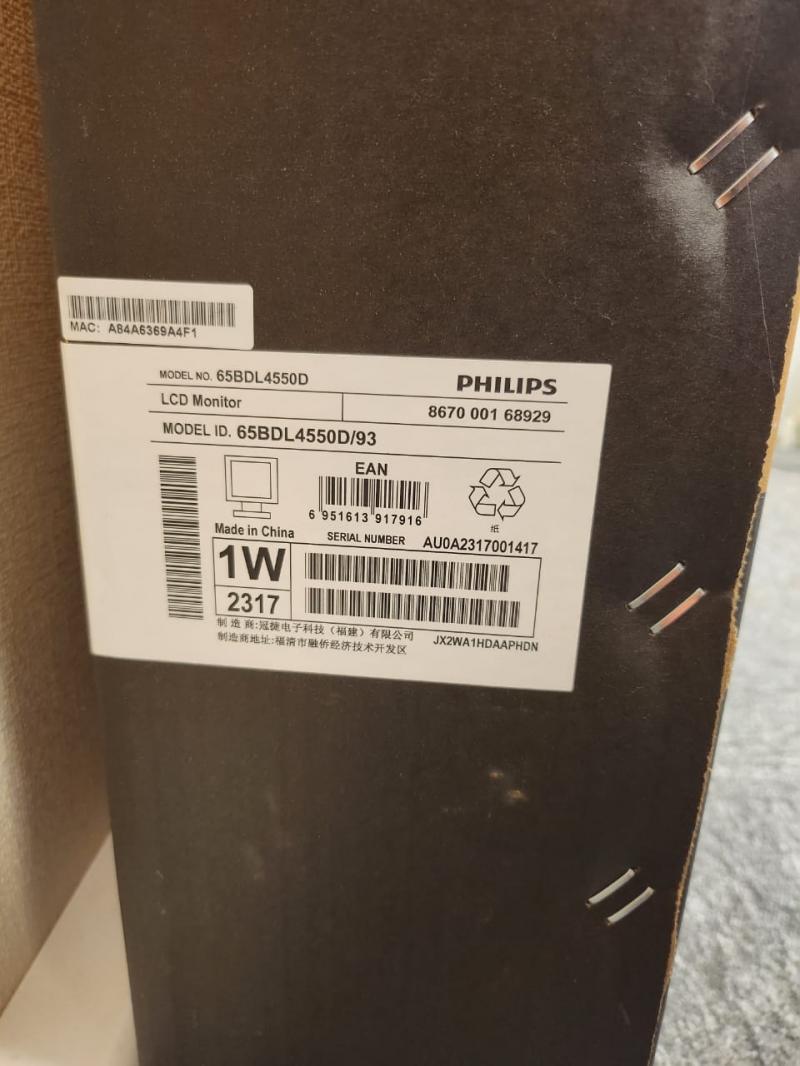 MAC: A84A6369A4F1
MODEL NO. 65BDL4550D
PHILIPS
LCD Monitor
8670 001 68929
MODEL ID. 65BDL4550D/93
EAN
6 951613 917916
纸
Made in China
SERIAL NUMBER AU0A2317001417
1W
2317
制 造 商:冠捷电子科技（福建）有限公司
制造商地址:福清市融侨经济技术开发区
JX2WA1HDAAPHDN